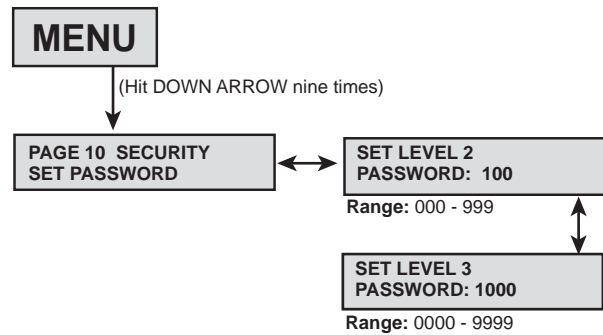 MENU
(Hit DOWN ARROW nine times)
PAGE 10 SECURITY
SET PASSWORD
SET LEVEL 2
PASSWORD: 100
Range: 000 - 999
SET LEVEL 3
PASSWORD: 1000
Range: 0000 - 9999